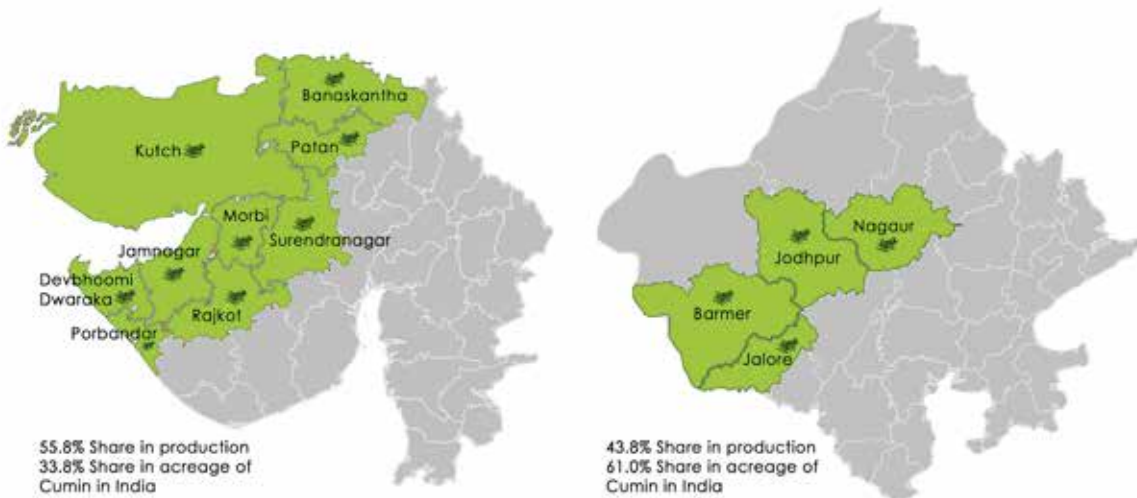 Banaskantha
Kutch
Patan
Morbi
Surendranagar
Jamnagar
Devbhoomi
Dwaraka
Rajkot
Porbandar
55.8% Share in production
33.8% Share in acreage of
Cumin in India
Nagaur
Jodhpur
Barmer
Jalore
43.8% Share in production
61.0% Share in acreage of
Cumin in India